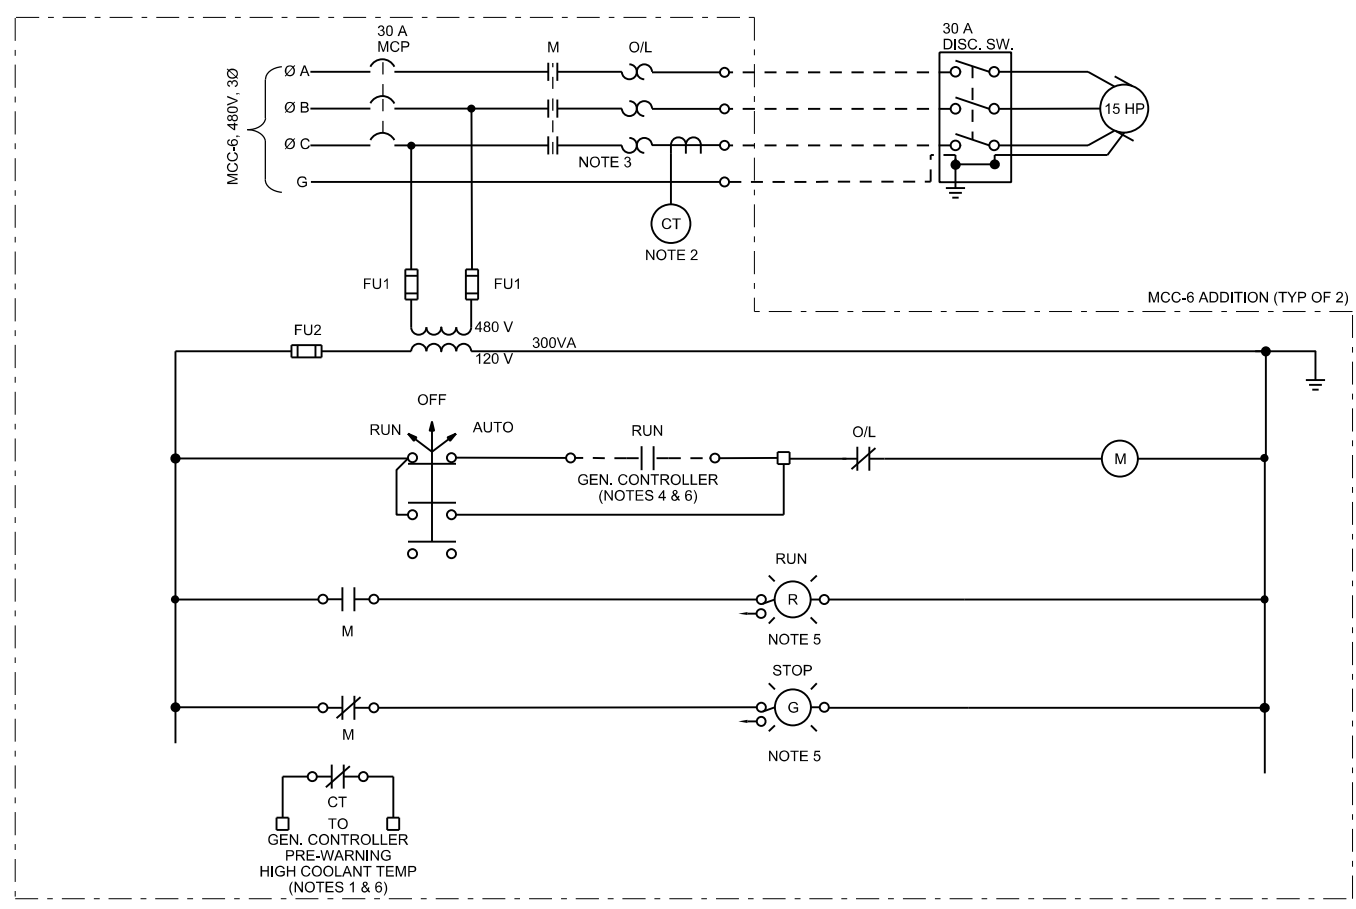 30 A
MCP
M
O/L
30 A
DISC. SW.
MCC-6, 480V, 3Ø
Ø A
Ø B
Ø C
G
15 HP
NOTE 3
CT
NOTE 2
FU1
FU1
MCC-6 ADDITION (TYP OF 2)
FU2
480 V
120 V
300VA
OFF
RUN
AUTO
RUN
GEN. CONTROLLER
(NOTES 4 & 6)
O/L
M
RUN
R
NOTE 5
M
STOP
G
NOTE 5
M
CT
TO
GEN. CONTROLLER
PRE-WARNING
HIGH COOLANT TEMP
(NOTES 1 & 6)